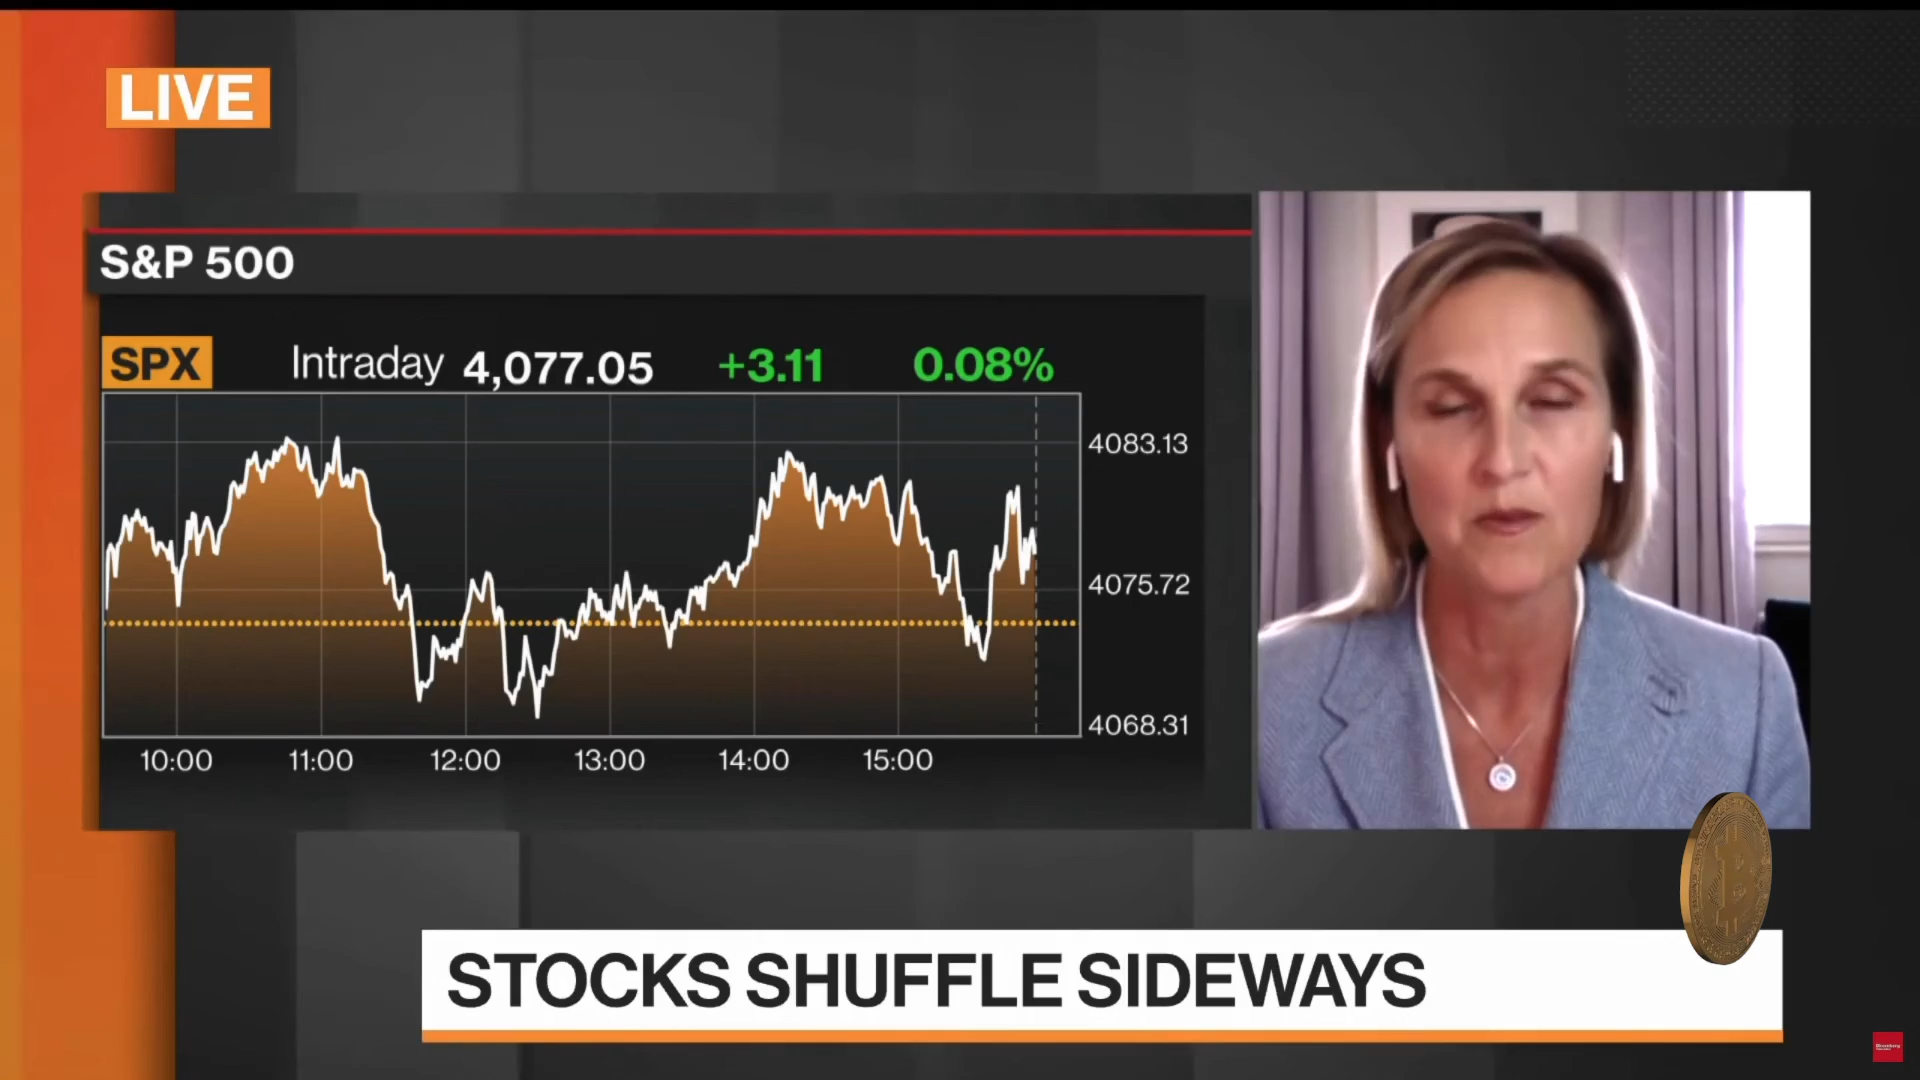 LIVE
S&P 500
SPX Intraday 4,077.05 +3.11 0.08%
4083.13
4075.72
4068.31
10:00 11:00 12:00 13:00 14:00 15:00
STOCKS SHUFFLE SIDEWAYS
Bloomberg